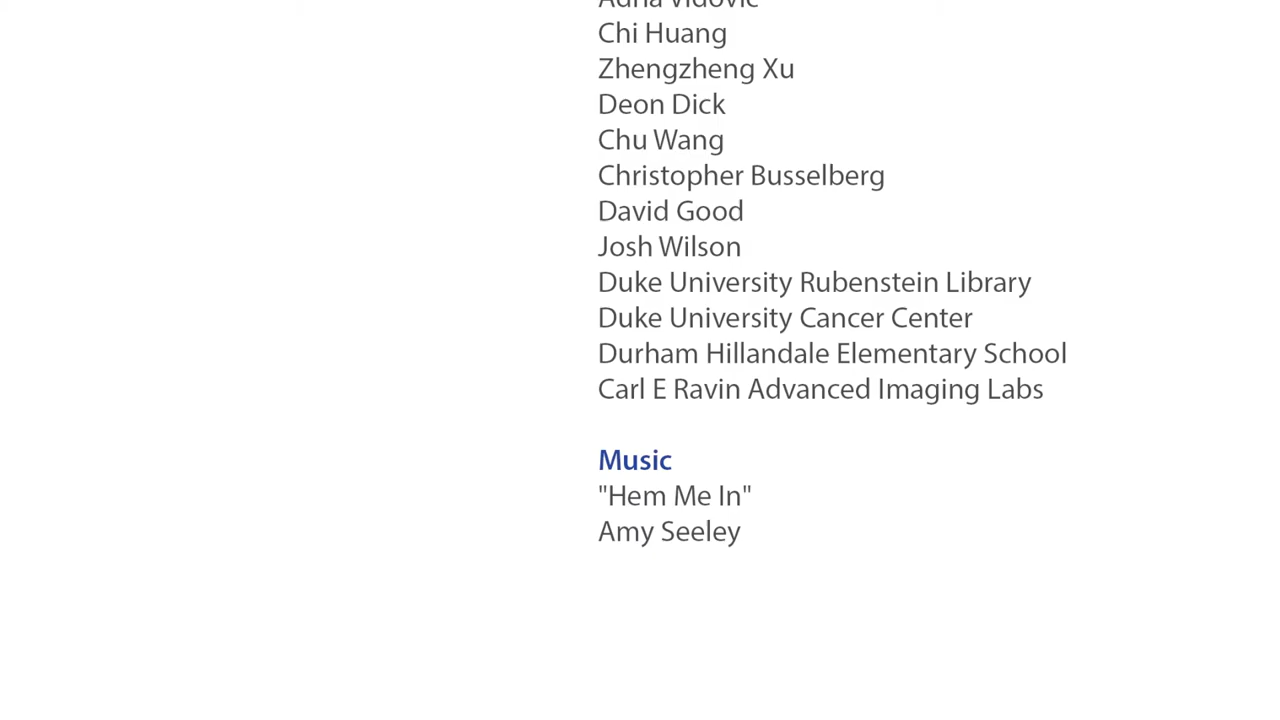 Chi Huang
Zhengzheng Xu
Deon Dick
Chu Wang
Christopher Busselberg
David Good
Josh Wilson
Duke University Rubenstein Library
Duke University Cancer Center
Durham Hillandale Elementary School
Carl E Ravin Advanced Imaging Labs
Music
"Hem Me In"
Amy Seeley